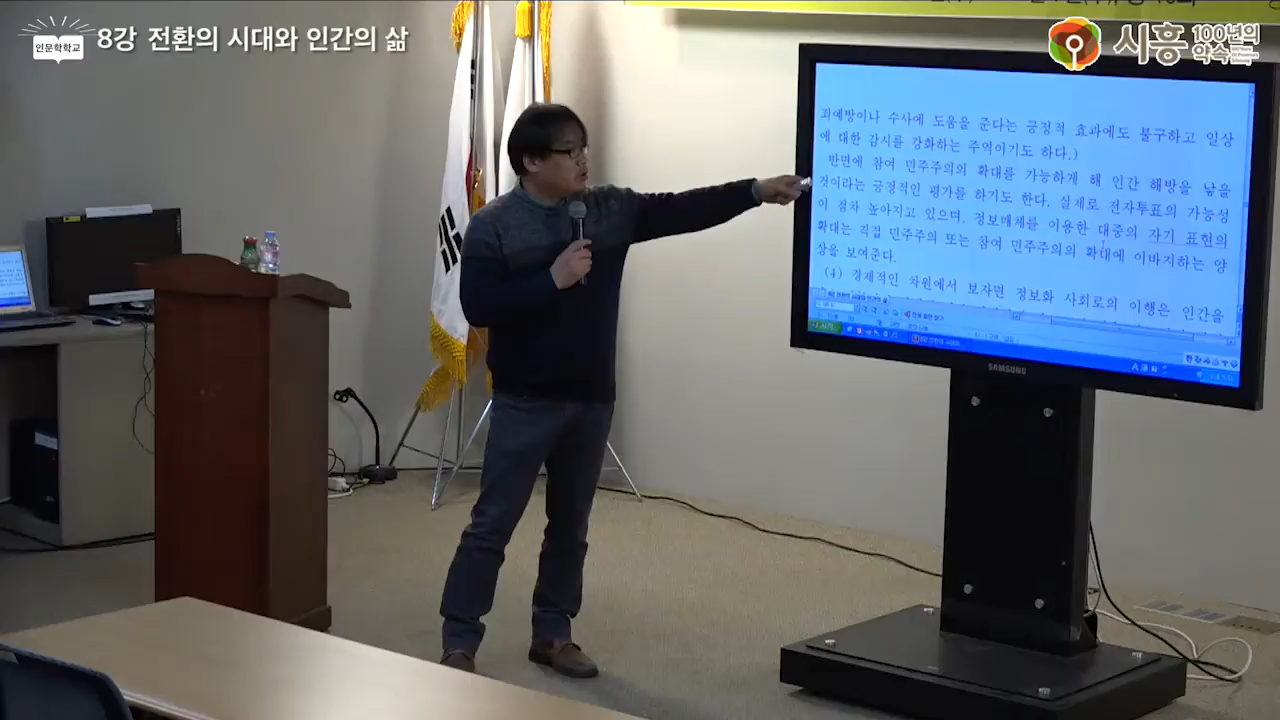 인문학학교
8강 전환의 시대와 인간의 삶
시흥 100년의
약속
죄예방이나 수사에 도움을 준다는 긍정적 효과에도 불구하고 일상
에 대한 감시를 강화하는 주역이기도 하다.)
반면에 참여 민주주의의 확대를 가능하게 해 인간 해방을 낳을
것이라는 긍정적인 평가를 하기도 한다. 실제로 전자투표의 가능성
이 점차 높아지고 있으며, 정보매체를 이용한 대중의 자기 표현의
확대는 직접 민주주의 또는 참여 민주주의의 확대에 이바지하는 양
상을 보여준다.
(4) 경제적인 차원에서 보자면 정보화 사회로의 이행은 인간을
SAMSUNG